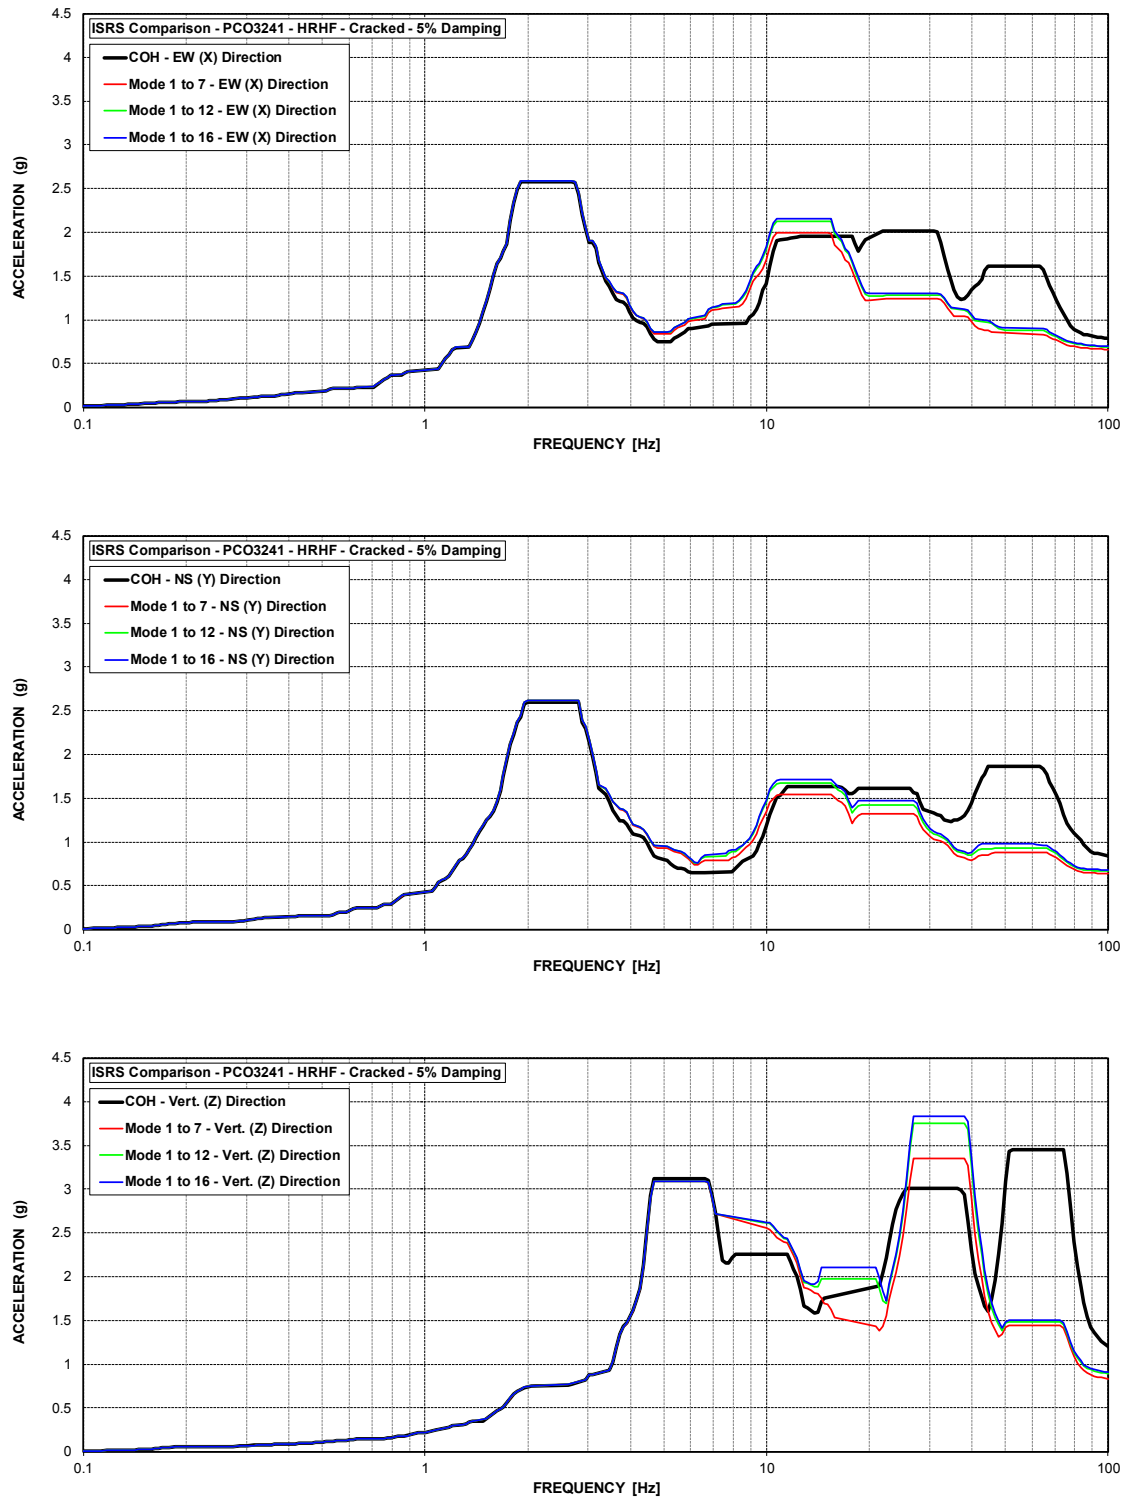 ISRS Comparison - PCO3241 - HRHF - Cracked - 5% Damping
COH - EW (X) Direction
Mode 1 to 7 - EW (X) Direction
Mode 1 to 12 - EW (X) Direction
Mode 1 to 16 - EW (X) Direction
4.5
4
3.5
3
2.5
2
1.5
1
0.5
0
ACCELERATION (g)
0.1
1
10
100
FREQUENCY [Hz]
ISRS Comparison - PCO3241 - HRHF - Cracked - 5% Damping
COH - NS (Y) Direction
Mode 1 to 7 - NS (Y) Direction
Mode 1 to 12 - NS (Y) Direction
Mode 1 to 16 - NS (Y) Direction
4.5
4
3.5
3
2.5
2
1.5
1
0.5
0
ACCELERATION (g)
0.1
1
10
100
FREQUENCY [Hz]
ISRS Comparison - PCO3241 - HRHF - Cracked - 5% Damping
COH - Vert. (Z) Direction
Mode 1 to 7 - Vert. (Z) Direction
Mode 1 to 12 - Vert. (Z) Direction
Mode 1 to 16 - Vert. (Z) Direction
4.5
4
3.5
3
2.5
2
1.5
1
0.5
0
ACCELERATION (g)
0.1
1
10
100
FREQUENCY [Hz]